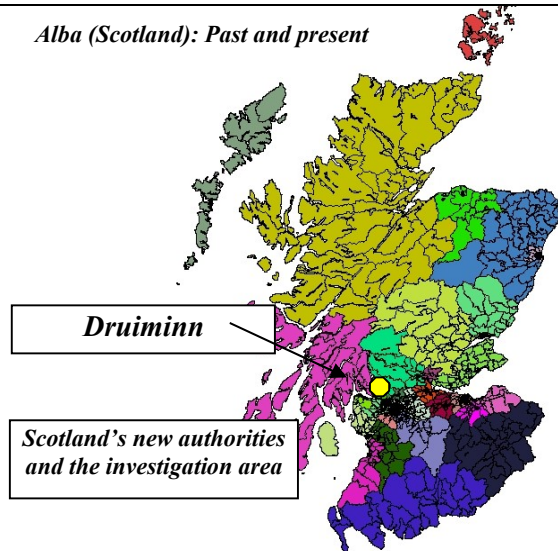 Alba (Scotland): Past and present
Druiminn
Scotland's new authorities
and the investigation area